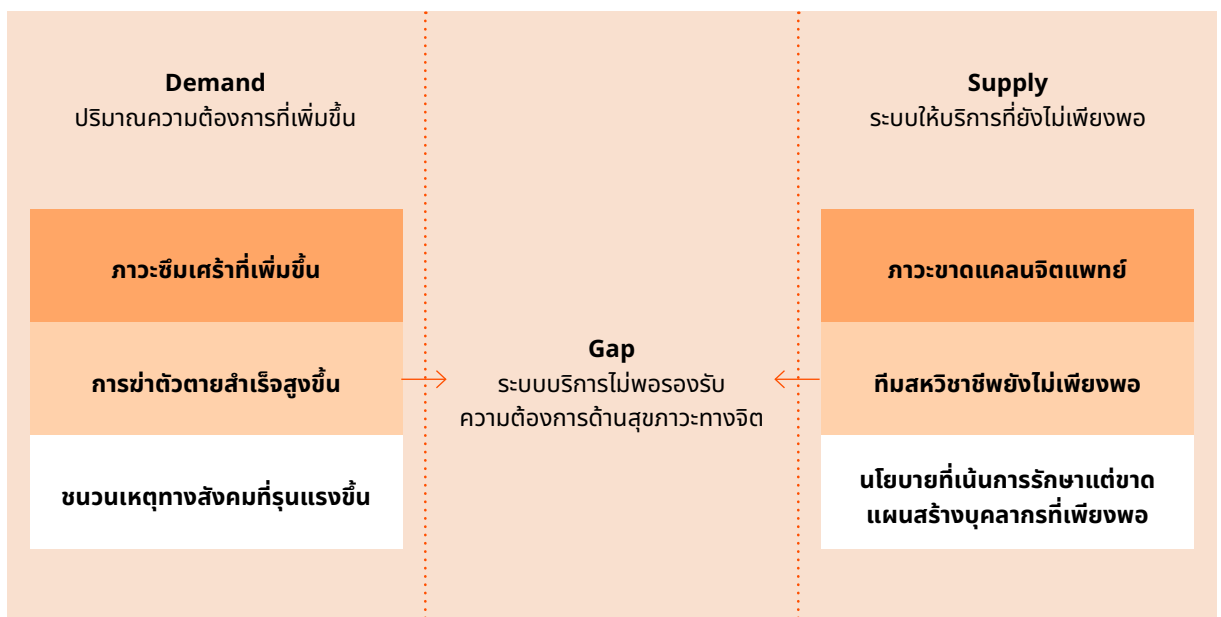 Demand
ปริมาณความต้องการที่เพิ่มขึ้น
ภาวะซึมเศร้าที่เพิ่มขึ้น
การฆ่าตัวตายสำเร็จสูงขึ้น
ชนวนเหตุทางสังคมที่รุนแรงขึ้น
Gap
ระบบบริการไม่พอรองรับ
ความต้องการด้านสุขภาวะทางจิต
Supply
ระบบให้บริการที่ยังไม่เพียงพอ
ภาวะขาดแคลนจิตแพทย์
ทีมสหวิชาชีพยังไม่เพียงพอ
นโยบายที่เน้นการรักษาแต่ขาด
แผนสร้างบุคลากรที่เพียงพอ